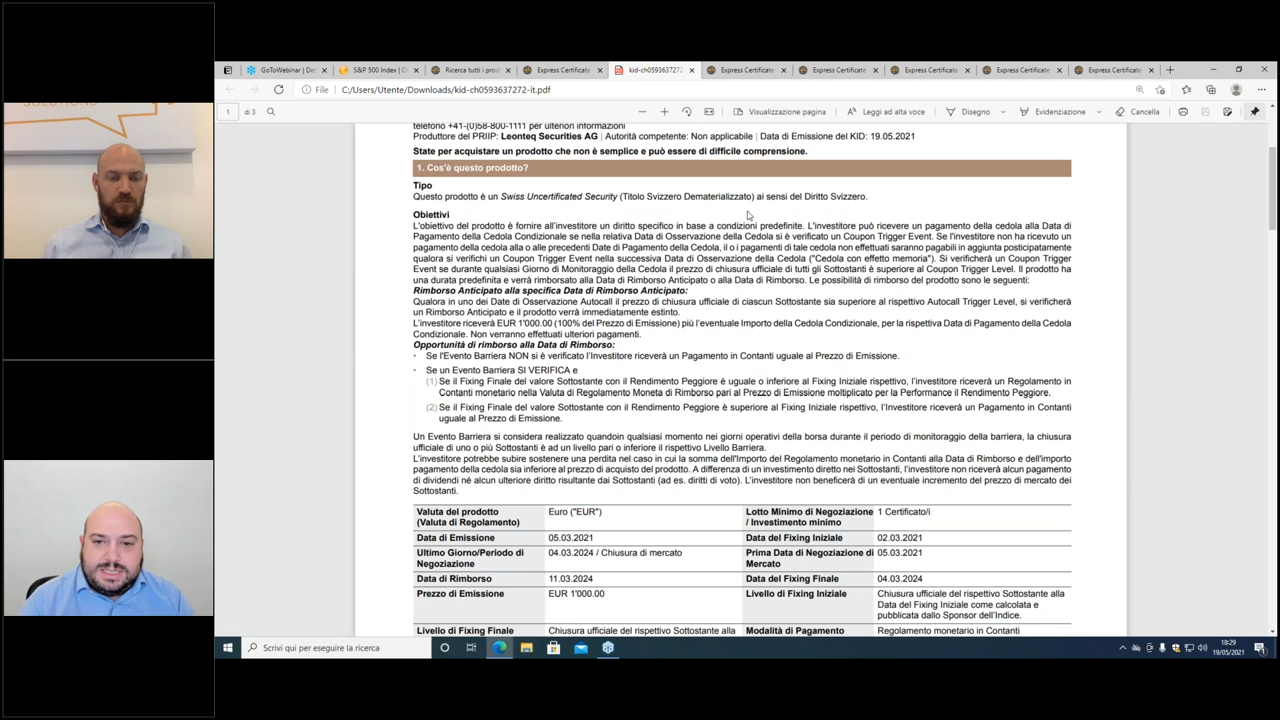 SOLUTIONS
GoToWebinar | De
S&P 500 Index | O
Ricerca tutti i prod
Express Certificate
kid-ch0593637272
Express Certificate
Express Certificate
Express Certificate
Express Certificate
Express Certificate
File
C:/Users/Utente/Downloads/kid-ch0593637272-it.pdf
1 di 3
Visualizzazione pagina
Leggi ad alta voce
Disegno
Evidenziazione
Cancella
telefono +41-(0)58-800-1111 per ulteriori informazioni
Produttore del PRIIP: Leonteq Securities AG | Autorità competente: Non applicabile | Data di Emissione del KID: 19.05.2021
State per acquistare un prodotto che non è semplice e può essere di difficile comprensione.
1. Cos'è questo prodotto?
Tipo
Questo prodotto è un Swiss Uncertificated Security (Titolo Svizzero Dematerializzato) ai sensi del Diritto Svizzero.
Obiettivi
L'obiettivo del prodotto è fornire all'investitore un diritto specifico in base a condizioni predefinite. L'investitore può ricevere un pagamento della cedola alla Data di
Pagamento della Cedola Condizionale se nella relativa Data di Osservazione della Cedola si è verificato un Coupon Trigger Event. Se l'investitore non ha ricevuto un
pagamento della cedola alla o alle precedenti Date di Pagamento della Cedola, il o i pagamenti di tale cedola non effettuati saranno pagabili in aggiunta posticipatamente
qualora si verifichi un Coupon Trigger Event nella successiva Data di Osservazione della Cedola ("Cedola con effetto memoria"). Si verificherà un Coupon Trigger
Event se durante qualsiasi Giorno di Monitoraggio della Cedola il prezzo di chiusura ufficiale di tutti gli Sottostanti è superiore al Coupon Trigger Level. Il prodotto ha
una durata predefinita e verrà rimborsato alla Data di Rimborso Anticipato o alla Data di Rimborso. Le possibilità di rimborso del prodotto sono le seguenti:
Rimborso Anticipato alla specifica Data di Rimborso Anticipato:
Qualora in uno dei Date di Osservazione Autocall il prezzo di chiusura ufficiale di ciascun Sottostante sia superiore al rispettivo Autocall Trigger Level, si verificherà
un Rimborso Anticipato e il prodotto verrà immediatamente estinto.
L'investitore riceverà EUR 1'000.00 (100% del Prezzo di Emissione) più l'eventuale Importo della Cedola Condizionale, per la rispettiva Data di Pagamento della Cedola
Condizionale. Non verranno effettuati ulteriori pagamenti.
Opportunità di rimborso alla Data di Rimborso:
• Se l'Evento Barriera NON si è verificato l'Investitore riceverà un Pagamento in Contanti uguale al Prezzo di Emissione.
• Se un Evento Barriera SI VERIFICA e
(1) Se il Fixing Finale del valore Sottostante con il Rendimento Peggiore è uguale o inferiore al Fixing Iniziale rispettivo, l'investitore riceverà un Regolamento in
Contanti monetario nella Valuta di Regolamento Moneta di Rimborso pari al Prezzo di Emissione moltiplicato per la Performance il Rendimento Peggiore.
(2) Se il Fixing Finale del valore Sottostante con il Rendimento Peggiore è superiore al Fixing Iniziale rispettivo, l'Investitore riceverà un Pagamento in Contanti
uguale al Prezzo di Emissione.
Un Evento Barriera si considera realizzato quandoin qualsiasi momento nei giorni operativi della borsa durante il periodo di monitoraggio della barriera, la chiusura
ufficiale di uno o più Sottostanti è ad un livello pari o inferiore il rispettivo Livello Barriera.
L'investitore potrebbe subire sostenere una perdita nel caso in cui la somma dell'Importo del Regolamento monetario in Contanti alla Data di Rimborso e dell'importo
pagamento della cedola sia inferiore al prezzo di acquisto del prodotto. A differenza di un investimento diretto nei Sottostanti, l'investitore non riceverà alcun pagamento
di dividendi né alcun ulteriore diritto risultante dai Sottostanti (ad es. diritti di voto). L'investitore non beneficerà di un eventuale incremento del prezzo di mercato dei
Sottostanti.
Valuta del prodotto
(Valuta di Regolamento)
Euro ("EUR")
Lotto Minimo di Negoziazione
/ Investimento minimo
1 Certificato/i
Data di Emissione
05.03.2021
Data del Fixing Iniziale
02.03.2021
Ultimo Giorno/Periodo di
Negoziazione
04.03.2024 / Chiusura di mercato
Prima Data di Negoziazione di
Mercato
05.03.2021
Data di Rimborso
11.03.2024
Data del Fixing Finale
04.03.2024
Prezzo di Emissione
EUR 1'000.00
Livello di Fixing Iniziale
Chiusura ufficiale del rispettivo Sottostante alla
Data del Fixing Iniziale come calcolata e
pubblicata dallo Sponsor dell'Indice.
Livello di Fixing Finale
Chiusura ufficiale del rispettivo Sottostante alla
Modalità di Pagamento
Regolamento monetario in Contanti
Scrivi qui per eseguire la ricerca
18:29
19/05/2021